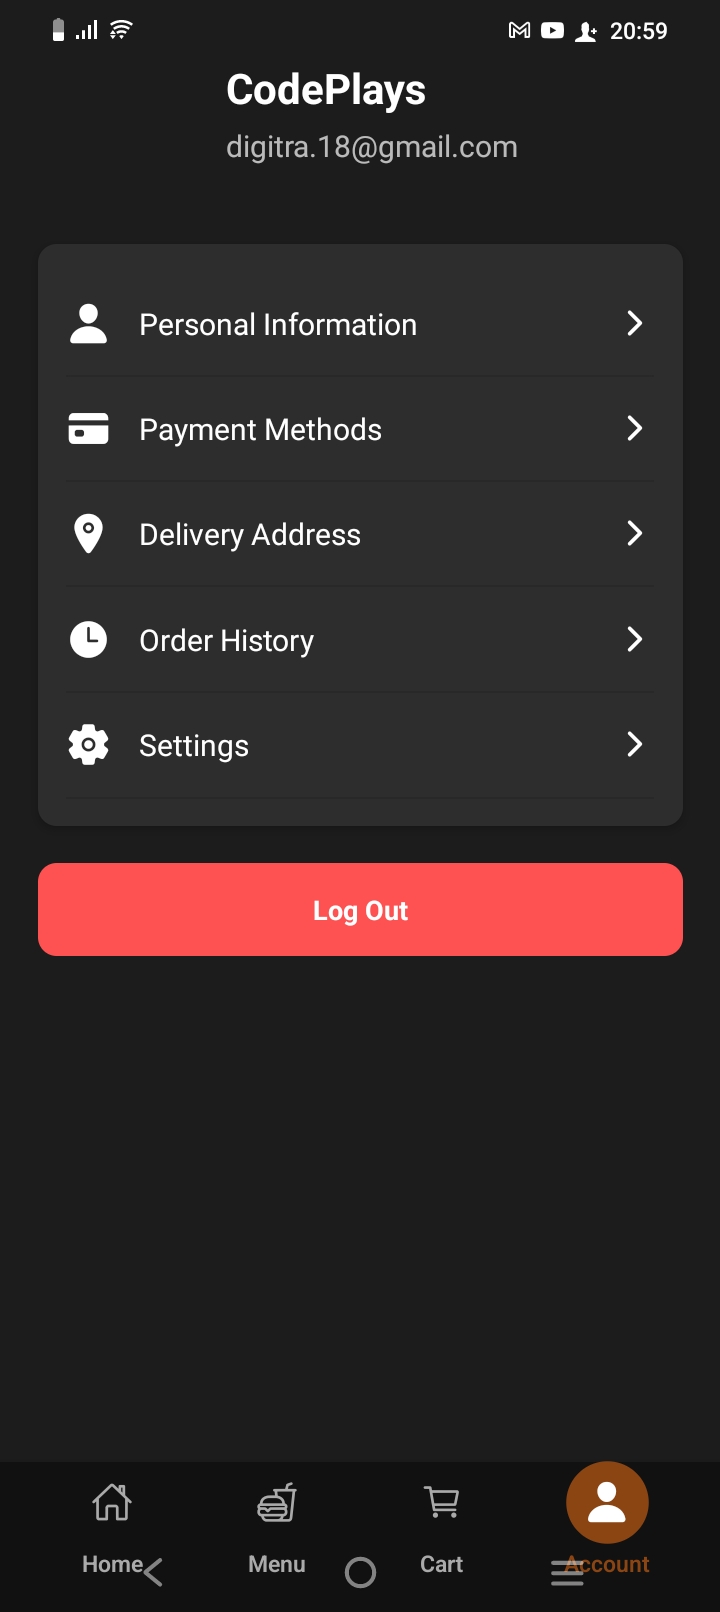 20:59
CodePlays
digitra.18@gmail.com
Personal Information
Payment Methods
Delivery Address
Order History
Settings
Log Out
Home
Menu
Cart
Account